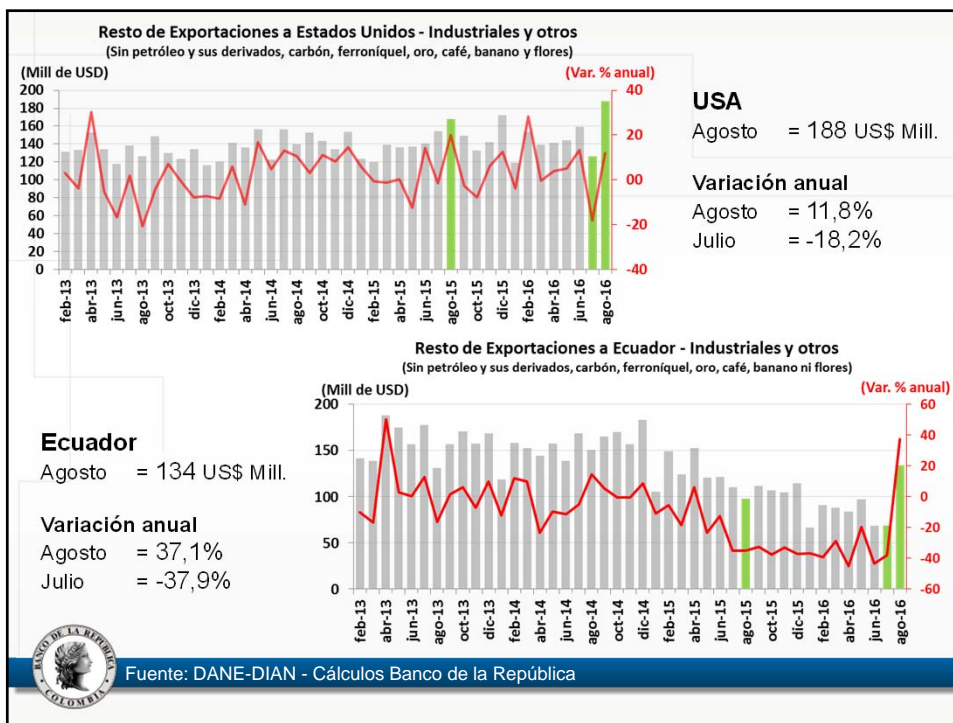 Resto de Exportaciones a Estados Unidos - Industriales y otros
(Sin petróleo y sus derivados, carbón, ferroníquel, oro, café, banano y flores)
(Mill de USD)
(Var. % anual)
200
180
160
140
120
100
80
60
40
20
0
40
20
00
-20
-40
feb-13
abr-13
jun-13
ago-13
oct-13
dic-13
feb-14
abr-14
jun-14
ago-14
oct-14
dic-14
feb-15
abr-15
jun-15
ago-15
oct-15
dic-15
feb-16
abr-16
jun-16
ago-16
USA
Agosto = 188 US$ Mill.
Variación anual
Agosto = 11,8%
Julio = -18,2%
Resto de Exportaciones a Ecuador - Industriales y otros
(Sin petróleo y sus derivados, carbón, ferroníquel, oro, café, banano ni flores)
(Mill de USD)
(Var. % anual)
200
150
100
50
0
60
40
20
0
-20
-40
-60
feb-13
abr-13
jun-13
ago-13
oct-13
dic-13
feb-14
abr-14
jun-14
ago-14
oct-14
dic-14
feb-15
abr-15
jun-15
ago-15
oct-15
dic-15
feb-16
abr-16
jun-16
ago-16
Ecuador
Agosto = 134 US$ Mill.
Variación anual
Agosto = 37,1%
Julio = -37,9%
BANCO DE LA REPUBLICA
COLOMBIA
Fuente: DANE-DIAN - Cálculos Banco de la República